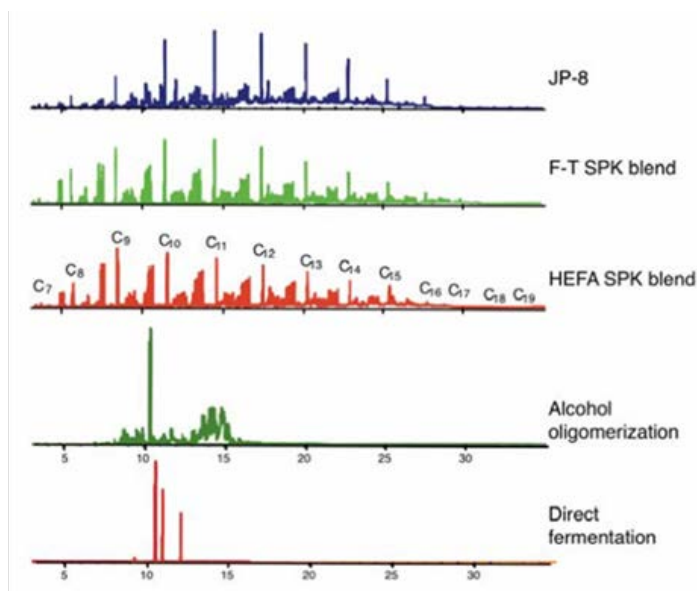 JP-8
F-T SPK blend
C7 C8 C9 C10 C11 C12 C13 C14 C15 C16 C17 C18 C19
HEFA SPK blend
Alcohol
oligomerization
5 10 15 20 25 30
Direct
fermentation
5 10 15 20 25 30